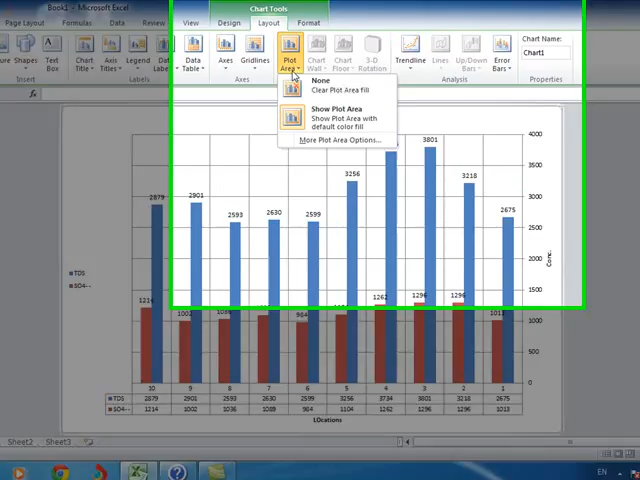 Book1 - Microsoft Excel
Chart Tools
Page Layout Formulas Data Review View Design Layout Format
Shapes Text Box Chart Title Axis Titles Legend Data Table Axes Gridlines Plot Area Chart Wall Chart Floor 3-D Rotation Trendline Lines Up/Down Bars Error Bars
Chart Name:
Chart1
Insert Labels Axes Analysis Properties
None
Clear Plot Area fill
Show Plot Area
Show Plot Area with
default color fill
More Plot Area Options...
fx
4000
3500
3000
2500
2000
1500
1000
500
0
Conc.
2879 2901 2593 2630 2599 3256 3801 3218 2675
1214 1002 1036 984 1262 1296 1296 1013
TDS
SO4--
10 9 8 7 6 5 4 3 2 1
TDS 2879 2901 2593 2630 2599 3256 3734 3801 3218 2675
SO4-- 1214 1002 1036 1089 984 1104 1262 1296 1296 1013
LOcations
Sheet2 Sheet3
EN